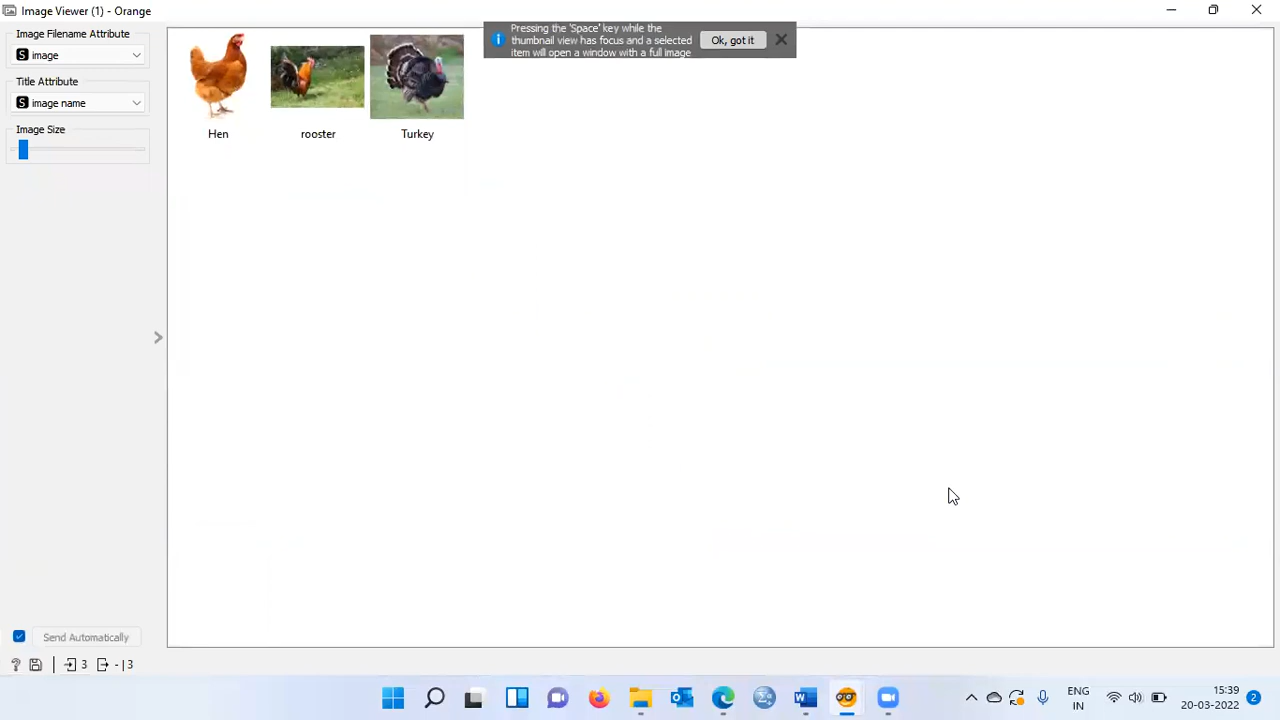 Image Viewer (1) - Orange
Image Filename Attribute
S image
Title Attribute
S image name
Image Size
Pressing the 'Space' key while the
thumbnail view has focus and a selected
item will open a window with a full image
Ok, got it
Hen
rooster
Turkey
Send Automatically
? 3 - | 3
ENG
IN
15:39
20-03-2022
2